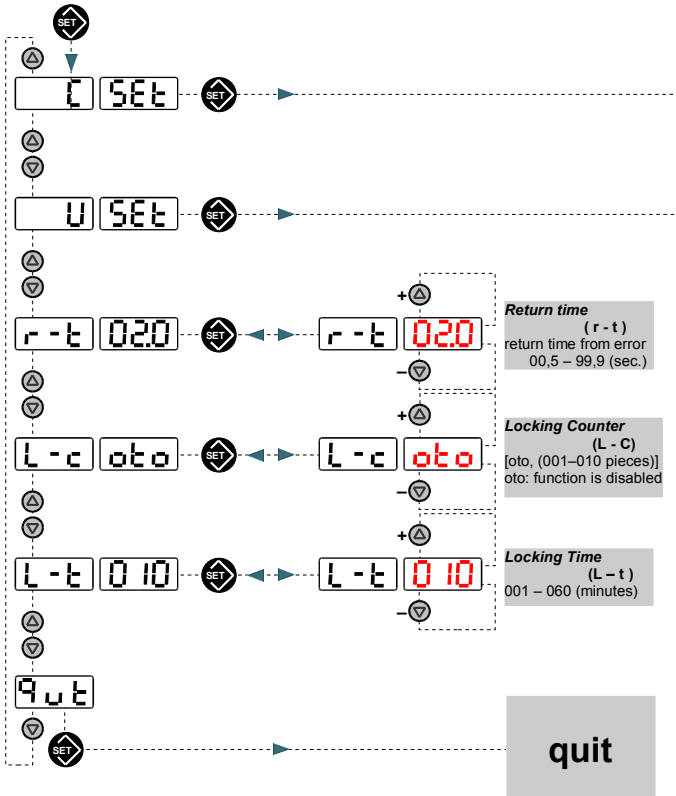 SET
C SEt SET
U SEt SET
+
r-t 02.0 SET r-t 02.0
–
Return time
( r - t )
return time from error
00,5 – 99,9 (sec.)
+
L-c oto SET L-c oto
–
Locking Counter
(L - C)
[oto, (001–010 pieces)]
oto: function is disabled
+
L-t 010 SET L-t 010
–
Locking Time
(L – t )
001 – 060 (minutes)
qut
SET
quit